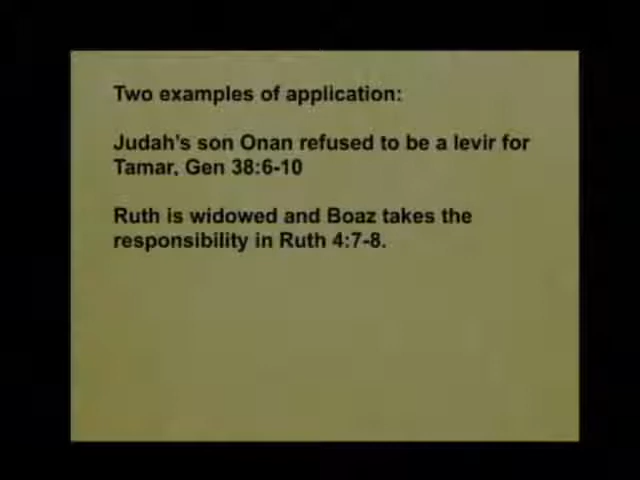 Two examples of application:
Judah's son Onan refused to be a levir for
Tamar, Gen 38:6-10
Ruth is widowed and Boaz takes the
responsibility in Ruth 4:7-8.